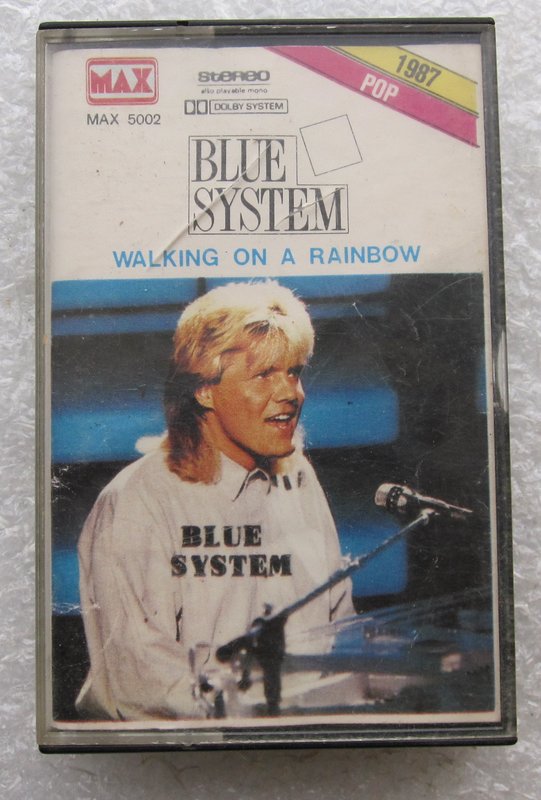 MAX
MAX 5002
stereo
also playable mono
DOLBY SYSTEM
1987
POP
BLUE
SYSTEM
WALKING ON A RAINBOW
BLUE
SYSTEM